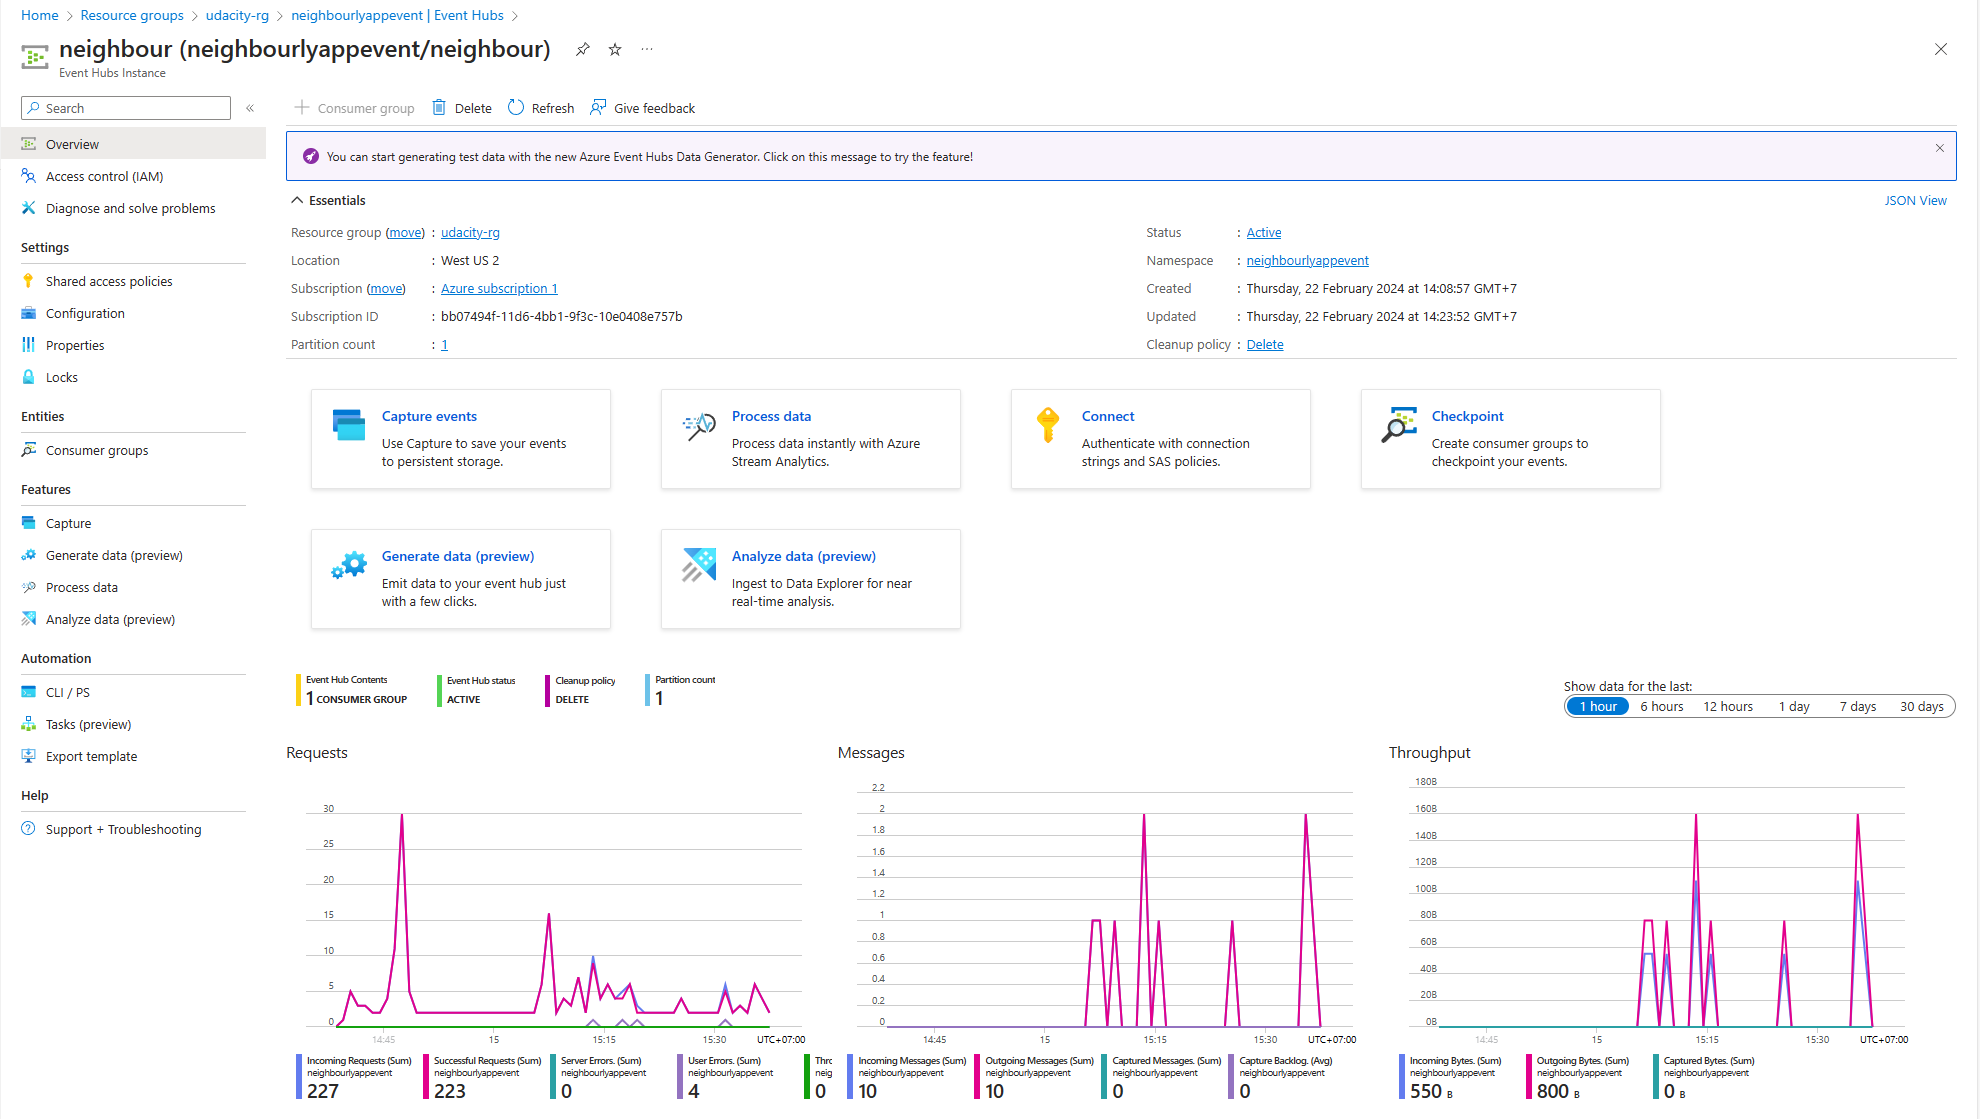 Home > Resource groups > udacity-rg > neighbourlyappevent | Event Hubs >
neighbour (neighbourlyappevent/neighbour) ...
Event Hubs Instance
Search «
Overview
Access control (IAM)
Diagnose and solve problems
Settings
Shared access policies
Configuration
Properties
Locks
Entities
Consumer groups
Features
Capture
Generate data (preview)
Process data
Analyze data (preview)
Automation
CLI / PS
Tasks (preview)
Export template
Help
Support + Troubleshooting
Consumer group Delete Refresh Give feedback
You can start generating test data with the new Azure Event Hubs Data Generator. Click on this message to try the feature!
Essentials JSON View
Resource group (move) : udacity-rg
Location : West US 2
Subscription (move) : Azure subscription 1
Subscription ID : bb07494f-11d6-4bb1-9f3c-10e0408e757b
Partition count : 1
Status : Active
Namespace : neighbourlyappevent
Created : Thursday, 22 February 2024 at 14:08:57 GMT+7
Updated : Thursday, 22 February 2024 at 14:23:52 GMT+7
Cleanup policy : Delete
Capture events
Use Capture to save your events
to persistent storage.
Process data
Process data instantly with Azure
Stream Analytics.
Connect
Authenticate with connection
strings and SAS policies.
Checkpoint
Create consumer groups to
checkpoint your events.
Generate data (preview)
Emit data to your event hub just
with a few clicks.
Analyze data (preview)
Ingest to Data Explorer for near
real-time analysis.
Event Hub Contents
1 CONSUMER GROUP
Event Hub status
ACTIVE
Cleanup policy
DELETE
Partition count
1
Show data for the last:
1 hour 6 hours 12 hours 1 day 7 days 30 days
Requests
30
25
20
15
10
5
0
14:45 15 15:15 15:30 UTC+07:00
Incoming Requests (Sum)
neighbourlyappevent
227
Successful Requests (Sum)
neighbourlyappevent
223
Server Errors. (Sum)
neighbourlyappevent
0
User Errors. (Sum)
neighbourlyappevent
4
Thrc
neig
0
Messages
2.2
2
1.8
1.6
1.4
1.2
1
0.8
0.6
0.4
0.2
0
14:45 15 15:15 15:30 UTC+07:00
Incoming Messages (Sum)
neighbourlyappevent
10
Outgoing Messages (Sum)
neighbourlyappevent
10
Captured Messages. (Sum)
neighbourlyappevent
0
Capture Backlog. (Avg)
neighbourlyappevent
0
Throughput
180B
160B
140B
120B
100B
80B
60B
40B
20B
0B
14:45 15 15:15 15:30 UTC+07:00
Incoming Bytes. (Sum)
neighbourlyappevent
550 B
Outgoing Bytes. (Sum)
neighbourlyappevent
800 B
Captured Bytes. (Sum)
neighbourlyappevent
0 B